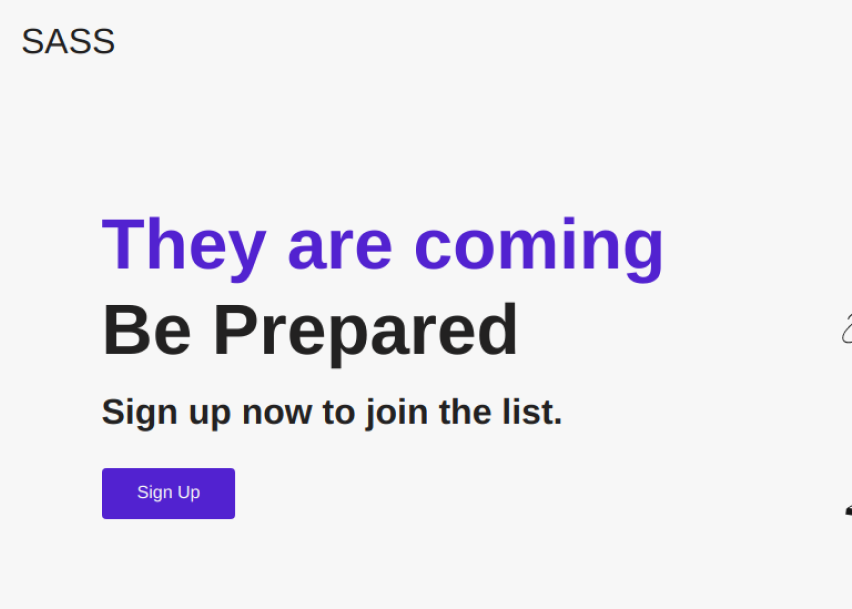 SASS
They are coming
Be Prepared
Sign up now to join the list.
Sign Up